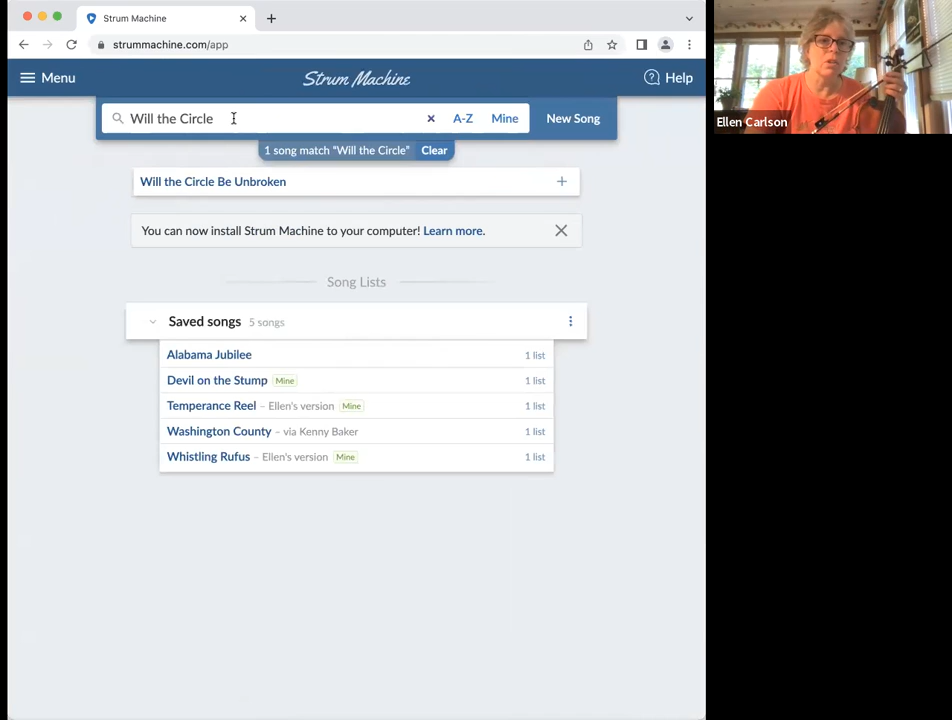 Strum Machine
strummachine.com/app
Menu
Strum Machine
Help
Will the Circle
A-Z
Mine
New Song
1 song match "Will the Circle" Clear
Will the Circle Be Unbroken
You can now install Strum Machine to your computer! Learn more.
Song Lists
Saved songs 5 songs
Alabama Jubilee 1 list
Devil on the Stump Mine 1 list
Temperance Reel – Ellen's version Mine 1 list
Washington County – via Kenny Baker 1 list
Whistling Rufus – Ellen's version Mine 1 list
Ellen Carlson